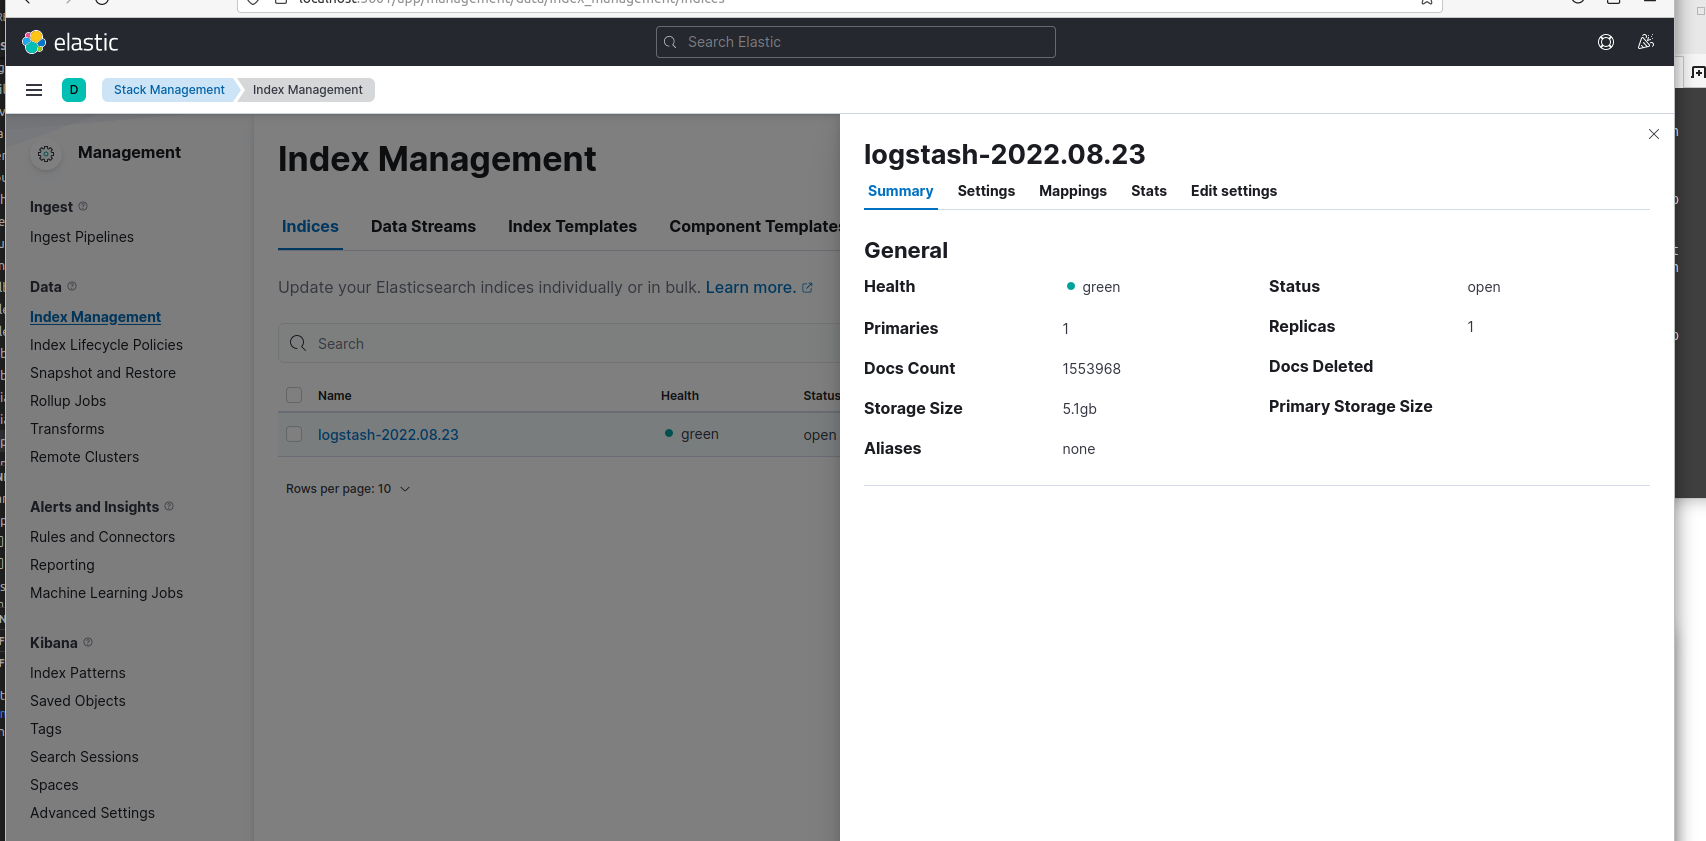 elastic
Search Elastic
D
Stack Management
Index Management
Management
Ingest
Ingest Pipelines
Data
Index Management
Index Lifecycle Policies
Snapshot and Restore
Rollup Jobs
Transforms
Remote Clusters
Alerts and Insights
Rules and Connectors
Reporting
Machine Learning Jobs
Kibana
Index Patterns
Saved Objects
Tags
Search Sessions
Spaces
Advanced Settings
Index Management
Indices Data Streams Index Templates Component Templates
Update your Elasticsearch indices individually or in bulk. Learn more.
Search
Name Health Status
logstash-2022.08.23 green open
Rows per page: 10
logstash-2022.08.23
Summary Settings Mappings Stats Edit settings
General
Health green Status open
Primaries 1 Replicas 1
Docs Count 1553968 Docs Deleted
Storage Size 5.1gb Primary Storage Size
Aliases none